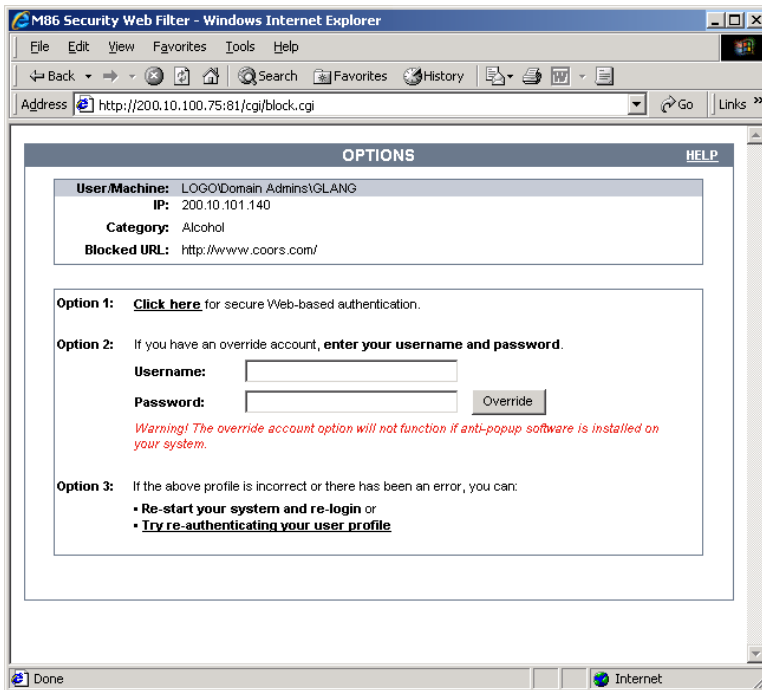 M86 Security Web Filter - Windows Internet Explorer
File Edit View Favorites Tools Help
Back Search Favorites History
Address http://200.10.100.75:81/cgi/block.cgi Go Links »
OPTIONS HELP
User/Machine: LOGO\Domain Admins\GLANG
IP: 200.10.101.140
Category: Alcohol
Blocked URL: http://www.coors.com/
Option 1: Click here for secure Web-based authentication.
Option 2: If you have an override account, enter your username and password.
Username:
Password: Override
Warning! The override account option will not function if anti-popup software is installed on
your system.
Option 3: If the above profile is incorrect or there has been an error, you can:
▪ Re-start your system and re-login or
▪ Try re-authenticating your user profile
Done Internet